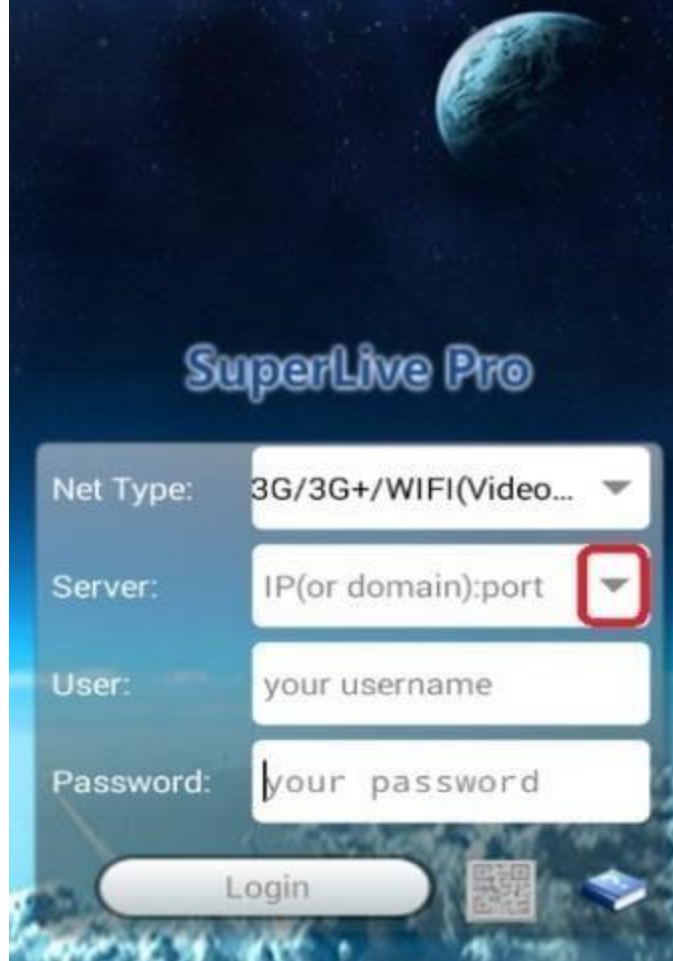 SuperLive Pro
Net Type: 3G/3G+/WIFI(Video...
Server: IP(or domain):port
User: your username
Password: your password
Login